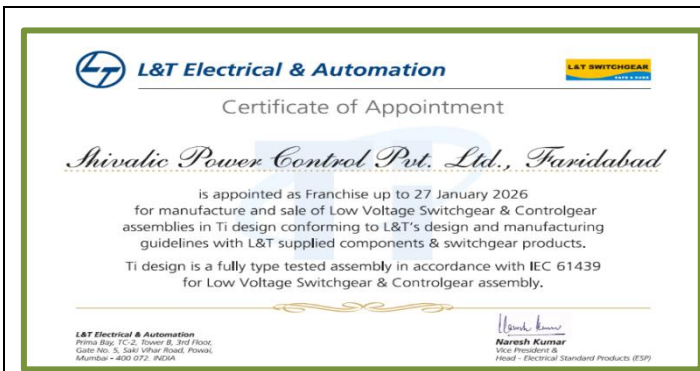 L&T Electrical & Automation
L&T SWITCHGEAR
Certificate of Appointment
Shivalic Power Control Pvt. Ltd., Faridabad
is appointed as Franchise up to 27 January 2026
for manufacture and sale of Low Voltage Switchgear & Controlgear
assemblies in Ti design conforming to L&T's design and manufacturing
guidelines with L&T supplied components & switchgear products.
Ti design is a fully type tested assembly in accordance with IEC 61439
for Low Voltage Switchgear & Controlgear assembly.
L&T Electrical & Automation
Prima Bay, TC-2, Tower B, 3rd Floor,
Gate No. 5, Saki Vihar Road, Powai,
Mumbai - 400 072. INDIA
Naresh Kumar
Naresh Kumar
Vice President &
Head - Electrical Standard Products (ESP)